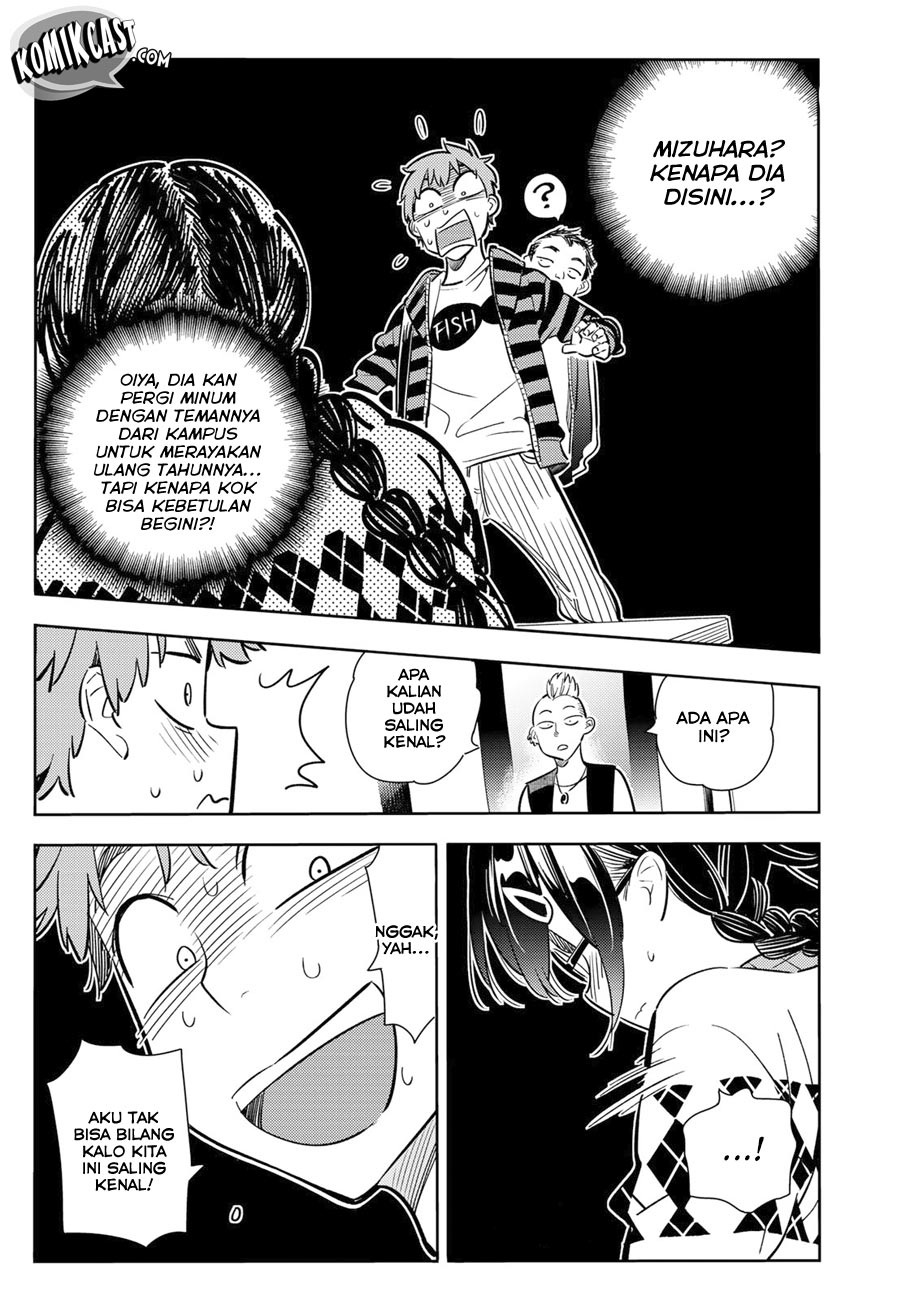 KOMIKCAST
.COM
MIZUHARA?
KENAPA DIA
DISINI...?
?
FISH
OIYA, DIA KAN
PERGI MINUM
DENGAN TEMANNYA
DARI KAMPUS
UNTUK MERAYAKAN
ULANG TAHUNNYA...
TAPI KENAPA KOK
BISA KEBETULAN
BEGINI?!
ADA APA
INI?
APA
KALIAN
UDAH
SALING
KENAL?
...!
NGGAK,
YAH...
AKU TAK
BISA BILANG
KALO KITA
INI SALING
KENAL!